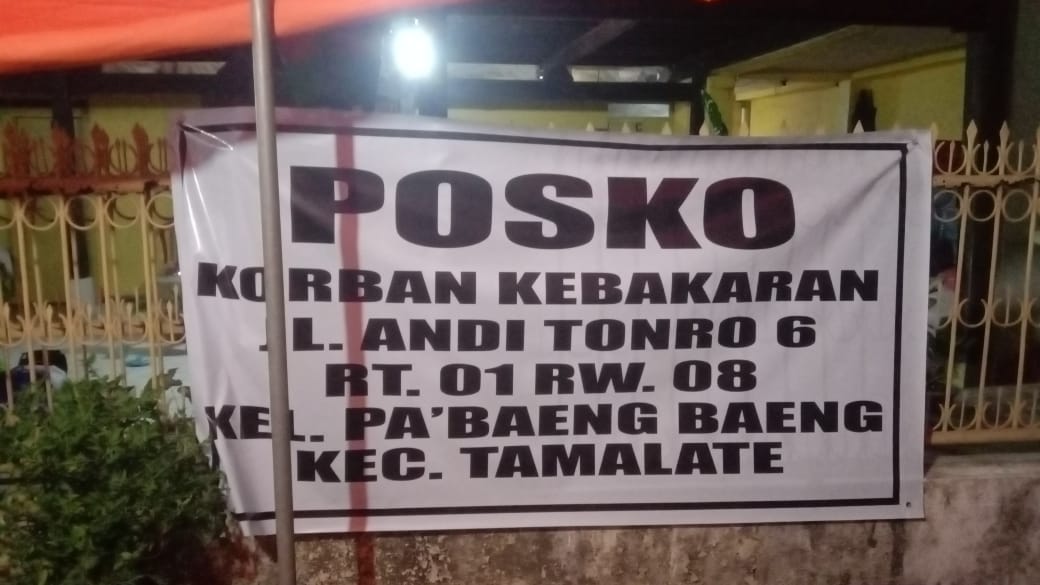 POSKO
KORBAN KEBAKARAN
JL. ANDI TONRO 6
RT. 01 RW. 08
KEL. PA'BAENG BAENG
KEC. TAMALATE